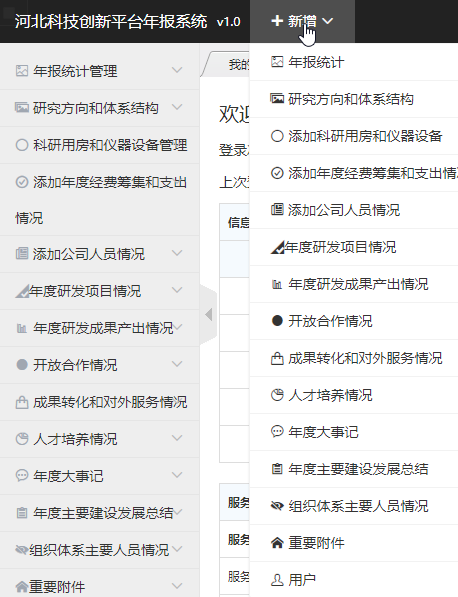 河北科技创新平台年报系统 v1.0
新增
年报统计管理
研究方向和体系结构
科研用房和仪器设备管理
添加年度经费筹集和支出
情况
添加公司人员情况
年度研发项目情况
年度研发成果产出情况
开放合作情况
成果转化和对外服务情况
人才培养情况
年度大事记
年度主要建设发展总结
组织体系主要人员情况
重要附件
我的
欢迎
登录
上次
信息
服务
服务
服务
年报统计
研究方向和体系结构
添加科研用房和仪器设备
添加年度经费筹集和支出情
添加公司人员情况
年度研发项目情况
年度研发成果产出情况
开放合作情况
成果转化和对外服务情况
人才培养情况
年度大事记
年度主要建设发展总结
组织体系主要人员情况
重要附件
用户